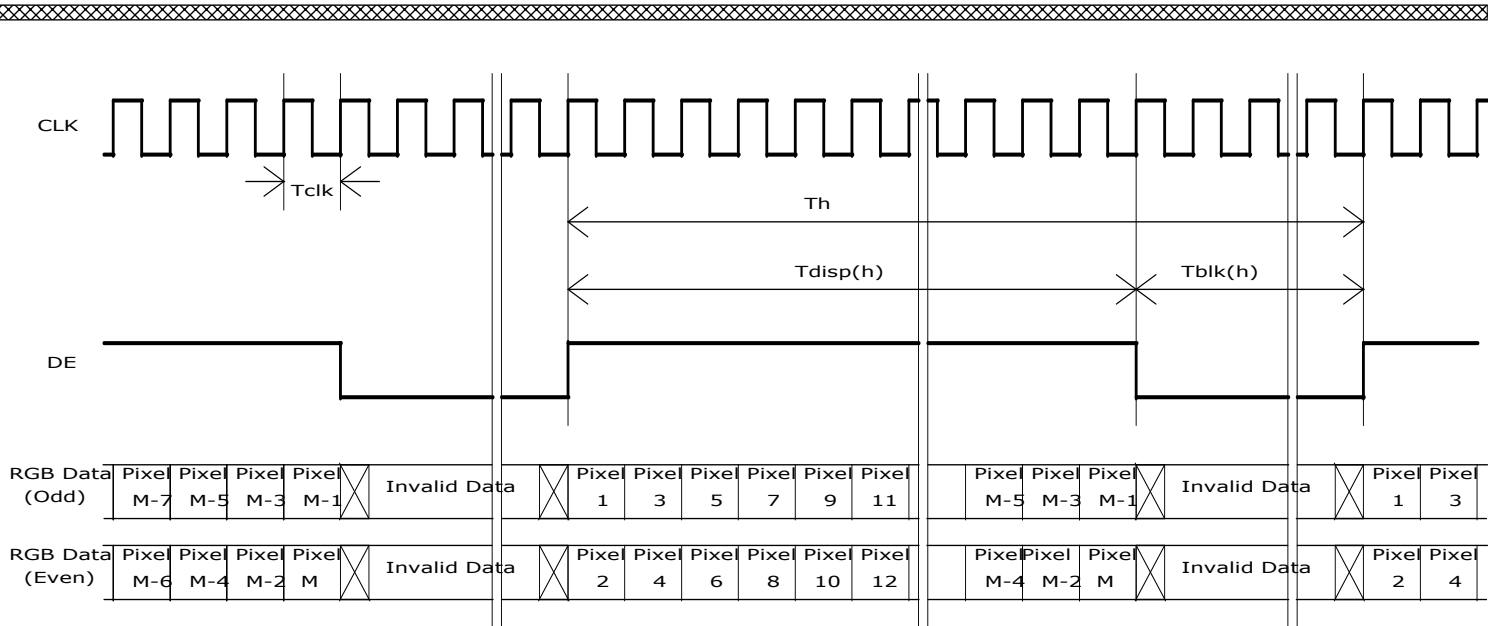 CLK
Tclk
Th
Tdisp(h)
Tblk(h)
DE
RGB Data
(Odd)
Pixel M-7
Pixel M-5
Pixel M-3
Pixel M-1
Invalid Data
Pixel 1
Pixel 3
Pixel 5
Pixel 7
Pixel 9
Pixel 11
Pixel M-5
Pixel M-3
Pixel M-1
Invalid Data
Pixel 1
Pixel 3
RGB Data
(Even)
Pixel M-6
Pixel M-4
Pixel M-2
Pixel M
Invalid Data
Pixel 2
Pixel 4
Pixel 6
Pixel 8
Pixel 10
Pixel 12
Pixel M-4
Pixel M-2
Pixel M
Invalid Data
Pixel 2
Pixel 4